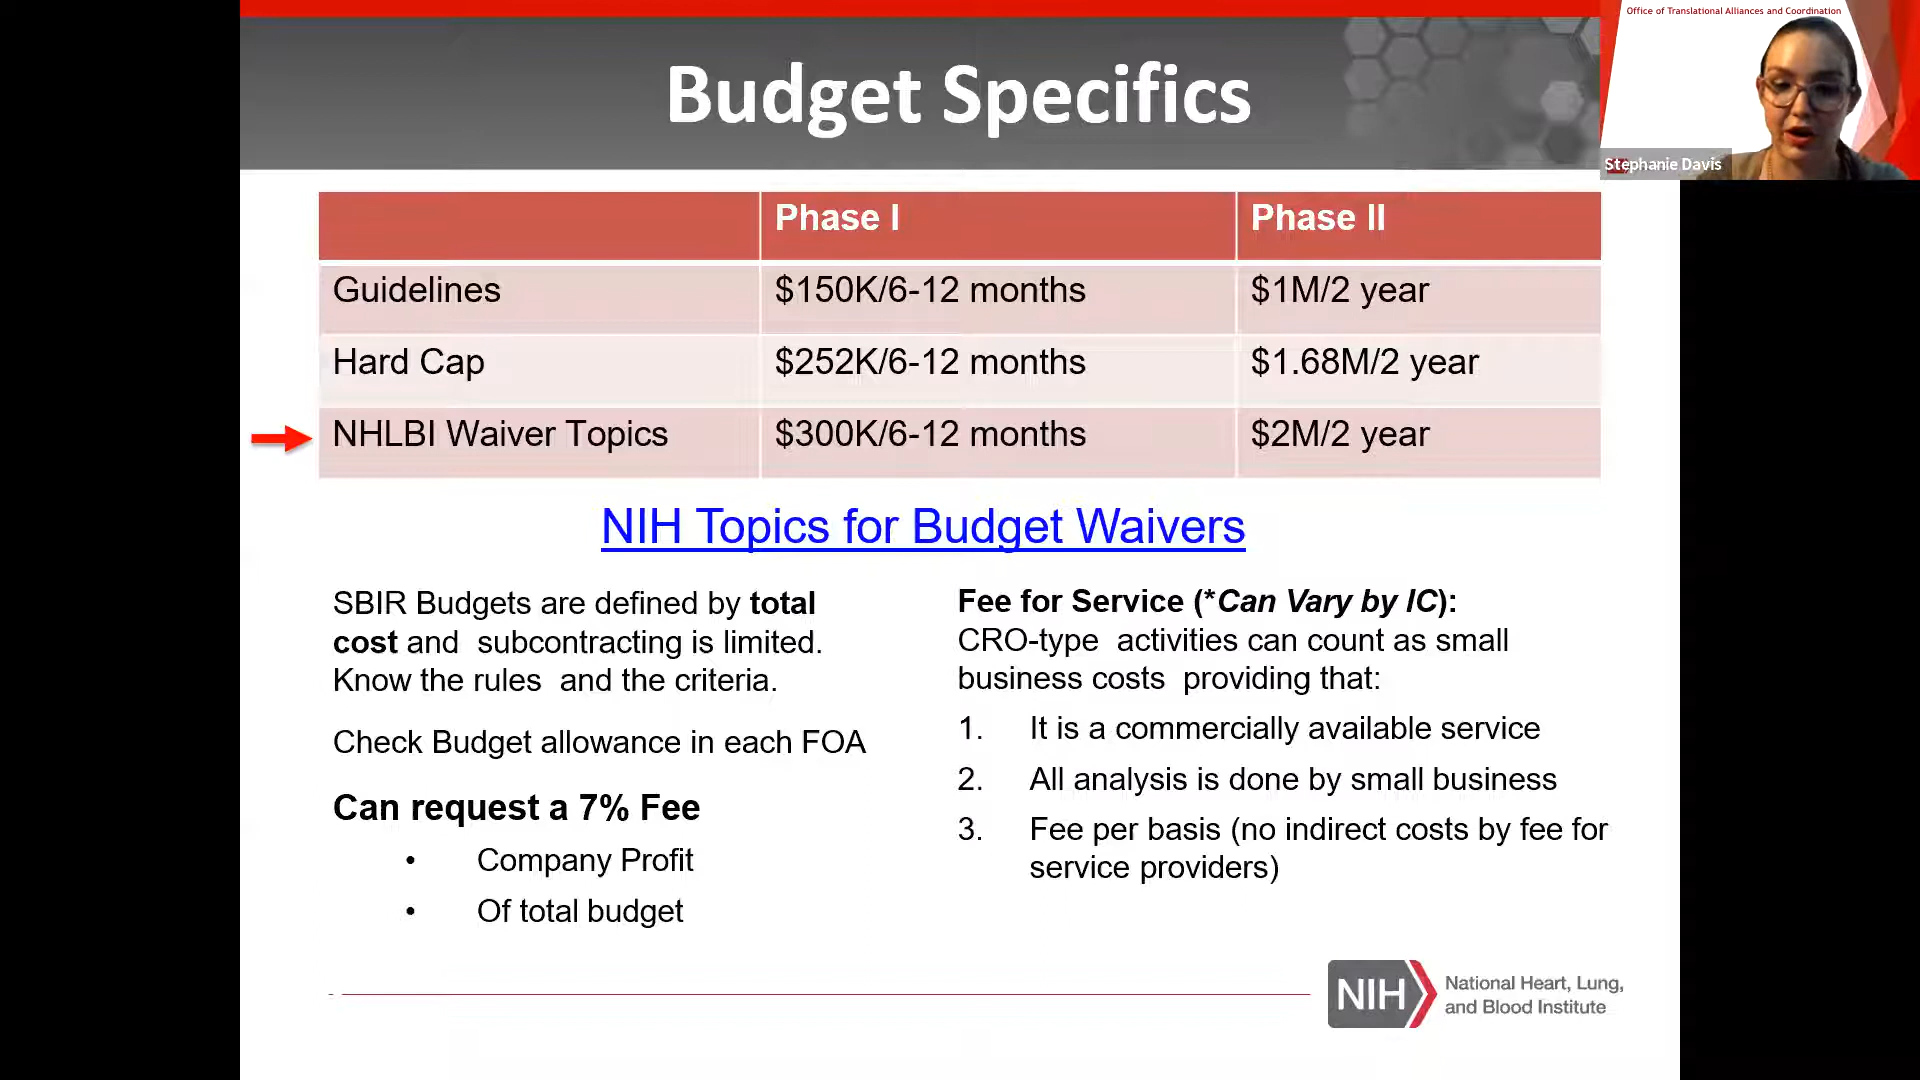 Office of Translational Alliances and Coordination
Budget Specifics
Stephanie Davis
Phase I Phase II
Guidelines $150K/6-12 months $1M/2 year
Hard Cap $252K/6-12 months $1.68M/2 year
NHLBI Waiver Topics $300K/6-12 months $2M/2 year
NIH Topics for Budget Waivers
SBIR Budgets are defined by total
cost and subcontracting is limited.
Know the rules and the criteria.
Check Budget allowance in each FOA
Can request a 7% Fee
• Company Profit
• Of total budget
Fee for Service (*Can Vary by IC):
CRO-type activities can count as small
business costs providing that:
1. It is a commercially available service
2. All analysis is done by small business
3. Fee per basis (no indirect costs by fee for
service providers)
NIH
National Heart, Lung,
and Blood Institute